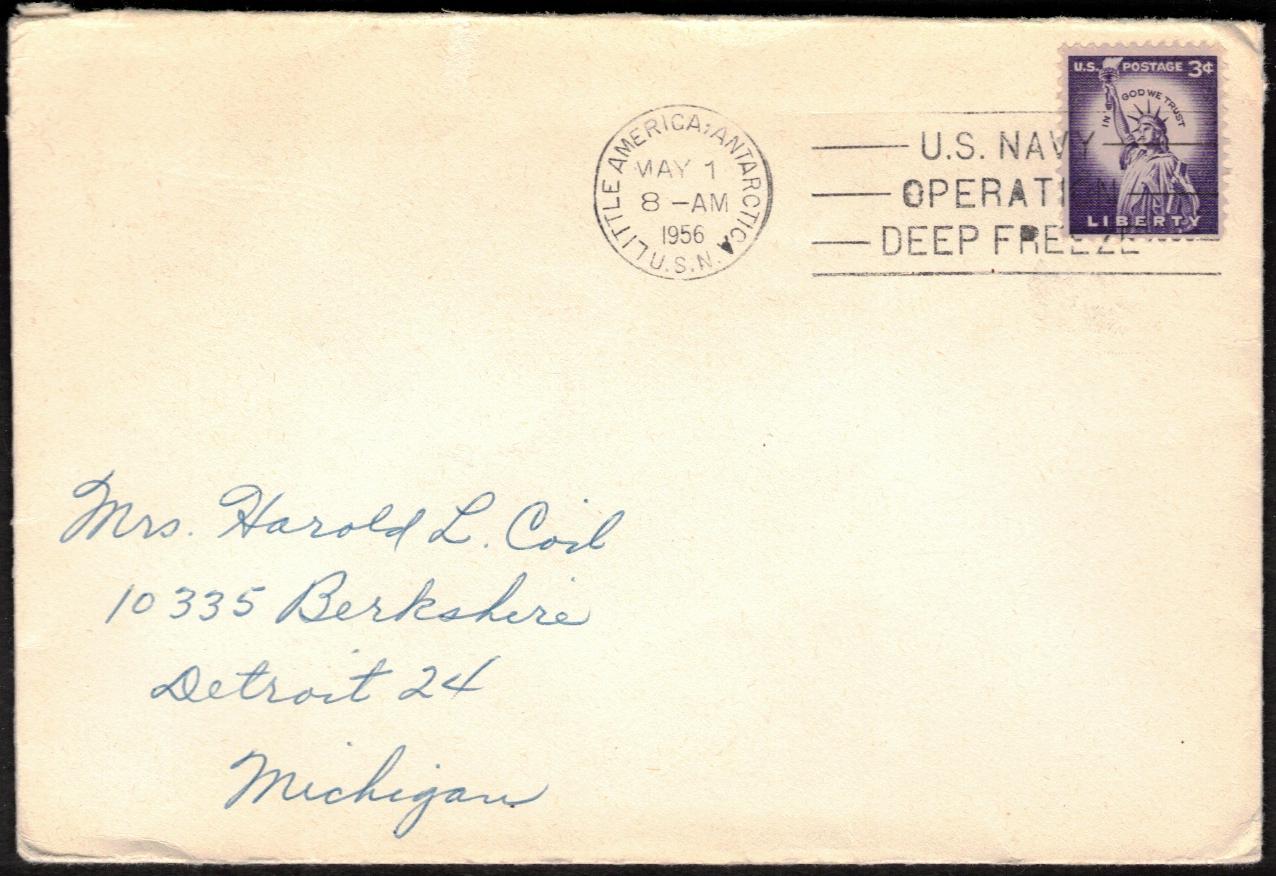 U.S. POSTAGE 3¢
IN GOD WE TRUST
LIBERTY
LITTLE AMERICA, ANTARCTICA
MAY 1
8 - AM
1956
U.S.N.
U.S. NAVY
OPERATION
DEEP FREEZE
Mrs. Harold L. Coil
10335 Berkshire
Detroit 24
Michigan